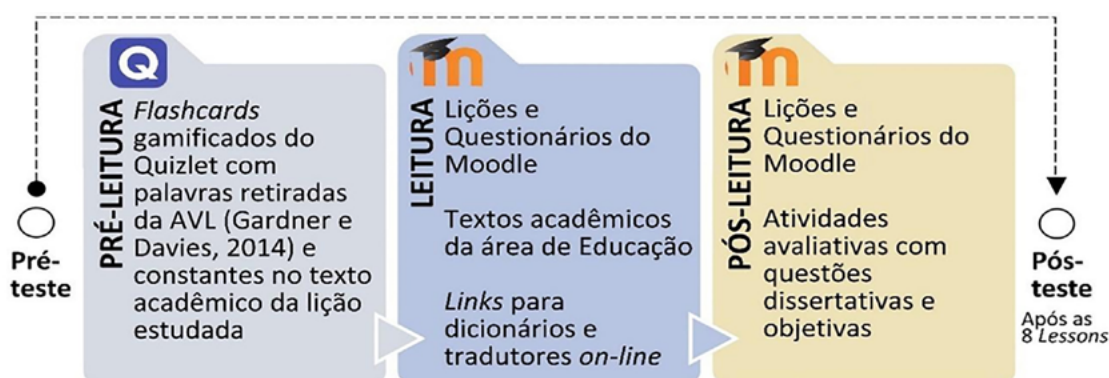 Pré-
teste
PRÉ-LEITURA
Q
Flashcards
gamificados do
Quizlet com
palavras retiradas
da AVL (Gardner e
Davies, 2014) e
constantes no texto
acadêmico da lição
estudada
LEITURA
m
Lições e
Questionários do
Moodle
Textos acadêmicos
da área de Educação
Links para
dicionários e
tradutores on-line
PÓS-LEITURA
m
Lições e
Questionários do
Moodle
Atividades
avaliativas com
questões
dissertativas e
objetivas
Pós-
teste
Após as
8 Lessons